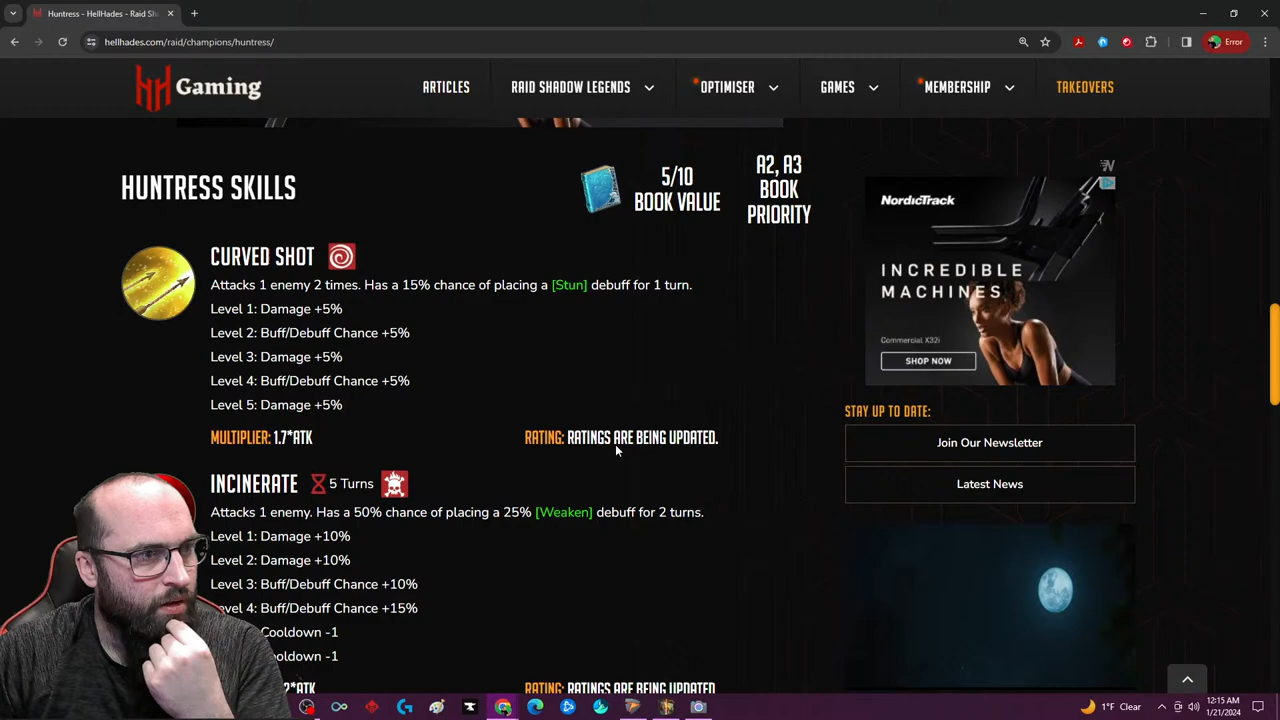 Huntress - HellHades - Raid Sha
hellhades.com/raid/champions/huntress/
Error
HH Gaming
ARTICLES
RAID SHADOW LEGENDS
OPTIMISER
GAMES
MEMBERSHIP
TAKEOVERS
HUNTRESS SKILLS
5/10
BOOK VALUE
A2, A3
BOOK
PRIORITY
CURVED SHOT
Attacks 1 enemy 2 times. Has a 15% chance of placing a [Stun] debuff for 1 turn.
Level 1: Damage +5%
Level 2: Buff/Debuff Chance +5%
Level 3: Damage +5%
Level 4: Buff/Debuff Chance +5%
Level 5: Damage +5%
MULTIPLIER: 1.7*ATK
RATING: RATINGS ARE BEING UPDATED.
INCINERATE 5 Turns
Attacks 1 enemy. Has a 50% chance of placing a 25% [Weaken] debuff for 2 turns.
Level 1: Damage +10%
Level 2: Damage +10%
Level 3: Buff/Debuff Chance +10%
evel 4: Buff/Debuff Chance +15%
Cooldown -1
ooldown -1
2*ATK
RATING: RATINGS ARE BEING UPDATED
NORDICTRACK
INCREDIBLE
MACHINES
Commercial X32i
SHOP NOW
STAY UP TO DATE:
Join Our Newsletter
Latest News
1°F Clear
12:15 AM
1/21/2024